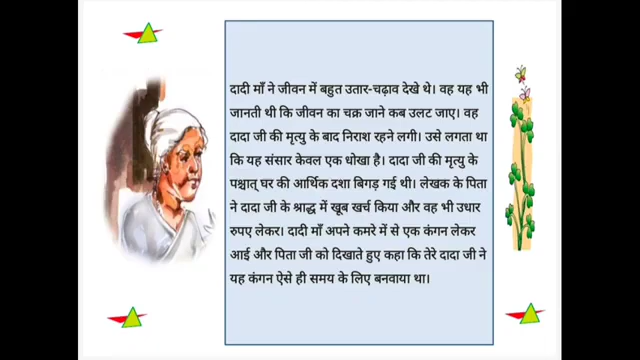 दादी माँ ने जीवन में बहुत उतार-चढ़ाव देखे थे। वह यह भी
जानती थी कि जीवन का चक्र जाने कब उलट जाए। वह
दादा जी की मृत्यु के बाद निराश रहने लगी। उसे लगता था
कि यह संसार केवल एक धोखा है। दादा जी की मृत्यु के
पश्चात् घर की आर्थिक दशा बिगड़ गई थी। लेखक के पिता
ने दादा जी के श्राद्ध में खूब खर्च किया और वह भी उधार
रुपए लेकर। दादी माँ अपने कमरे में से एक कंगन लेकर
आई और पिता जी को दिखाते हुए कहा कि तेरे दादा जी ने
यह कंगन ऐसे ही समय के लिए बनवाया था।